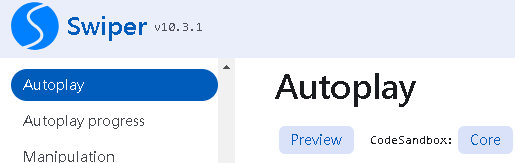 Swiper v10.3.1
Autoplay
Autoplay progress
Manipulation
Autoplay
Preview CodeSandbox: Core